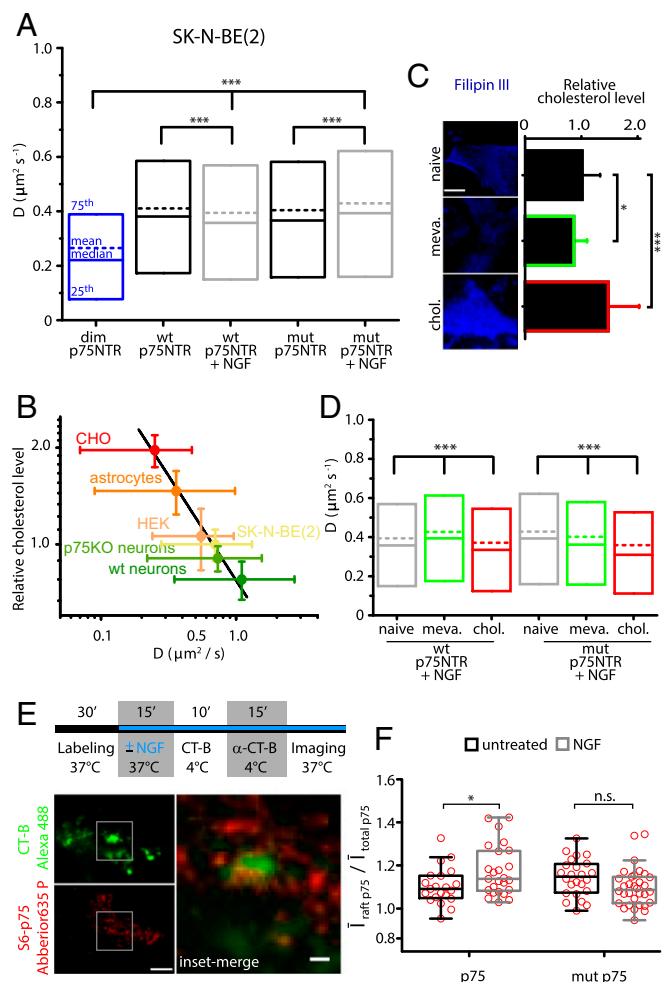 A
SK-N-BE(2)
1.0
0.8
0.6
0.4
0.2
0
D (µm² s⁻¹)
***
***
***
75th
mean
median
25th
dim
p75NTR
wt
p75NTR
wt
p75NTR
+ NGF
mut
p75NTR
mut
p75NTR
+ NGF
C
Filipin III
Relative
cholesterol level
0 1.0 2.0
naive
meva.
chol.
*
***
B
Relative cholesterol level
2.0
1.0
CHO
astrocytes
HEK
SK-N-BE(2)
p75KO neurons
wt neurons
0.1 0.5 1.0
D (µm² / s)
D
D (µm² s⁻¹)
1.0
0.8
0.6
0.4
0.2
0
***
***
naive meva. chol. naive meva. chol.
wt
p75NTR
+ NGF
mut
p75NTR
+ NGF
E
30’ 15’ 10’ 15’
Labeling
37°C
± NGF
37°C
CT-B
4°C
α-CT-B
4°C
Imaging
37°C
CT-B
Alexa 488
S6-p75
Abberior635 P
inset-merge
F
untreated NGF
Ī raft p75 / Ī total p75
1.4
1.2
1.0
0.8
*
n.s.
p75 mut p75